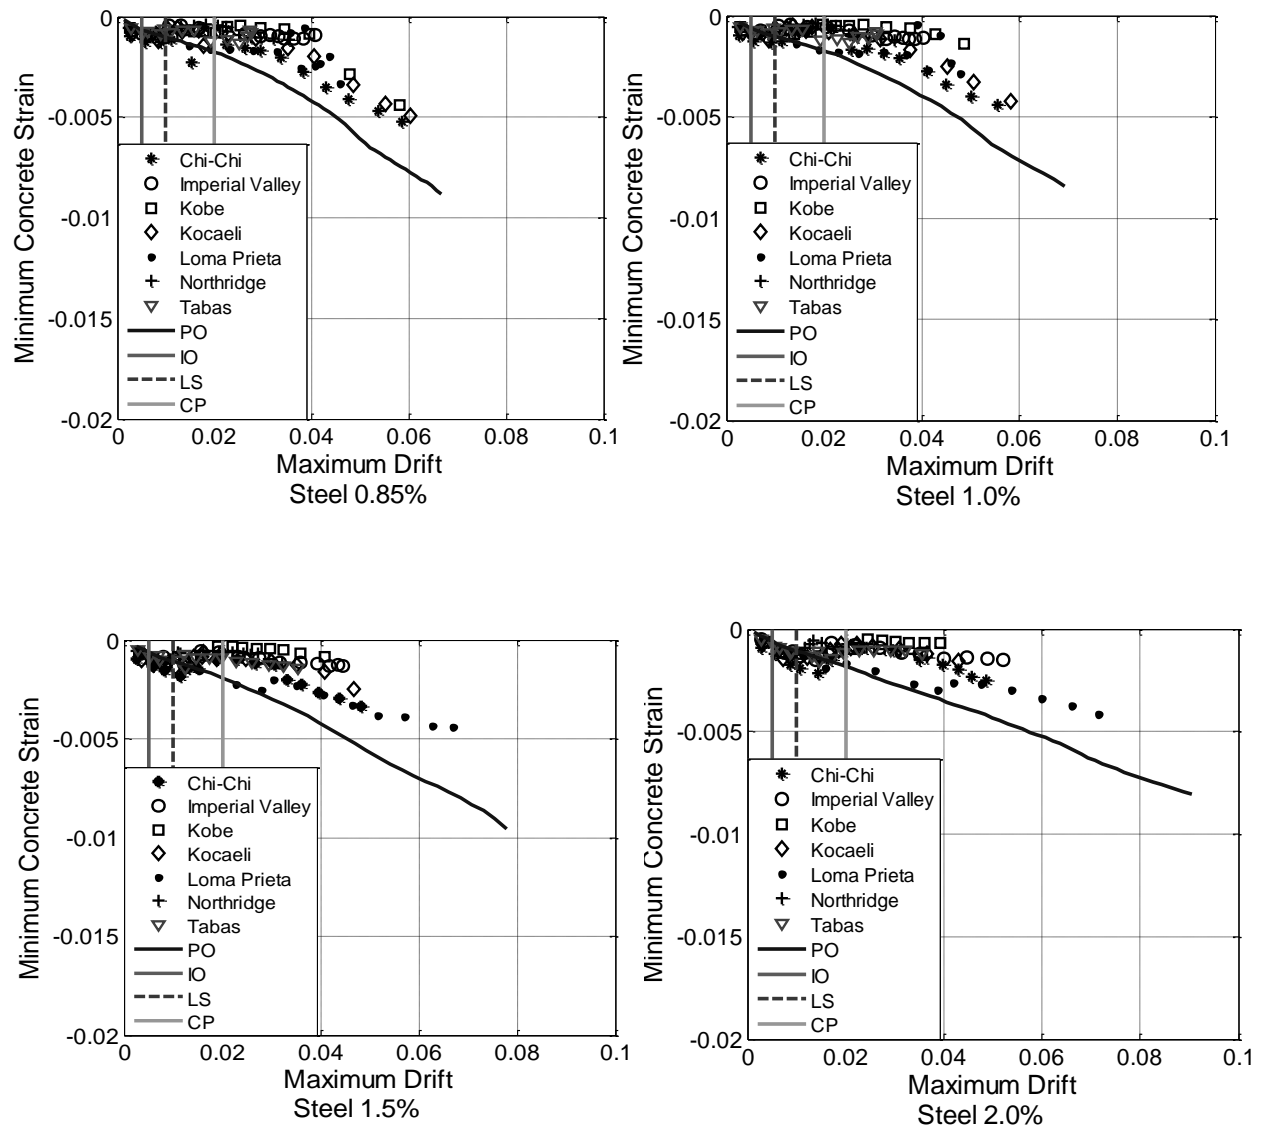 0
-0.005
-0.01
-0.015
-0.02
Minimum Concrete Strain
Chi-Chi
Imperial Valley
Kobe
Kocaeli
Loma Prieta
Northridge
Tabas
PO
IO
LS
CP
0 0.02 0.04 0.06 0.08 0.1
Maximum Drift
Steel 0.85%
0
-0.005
-0.01
-0.015
-0.02
Minimum Concrete Strain
Chi-Chi
Imperial Valley
Kobe
Kocaeli
Loma Prieta
Northridge
Tabas
PO
IO
LS
CP
0 0.02 0.04 0.06 0.08 0.1
Maximum Drift
Steel 1.0%
0
-0.005
-0.01
-0.015
-0.02
Minimum Concrete Strain
Chi-Chi
Imperial Valley
Kobe
Kocaeli
Loma Prieta
Northridge
Tabas
PO
IO
LS
CP
0 0.02 0.04 0.06 0.08 0.1
Maximum Drift
Steel 1.5%
0
-0.005
-0.01
-0.015
-0.02
Minimum Concrete Strain
Chi-Chi
Imperial Valley
Kobe
Kocaeli
Loma Prieta
Northridge
Tabas
PO
IO
LS
CP
0 0.02 0.04 0.06 0.08 0.1
Maximum Drift
Steel 2.0%